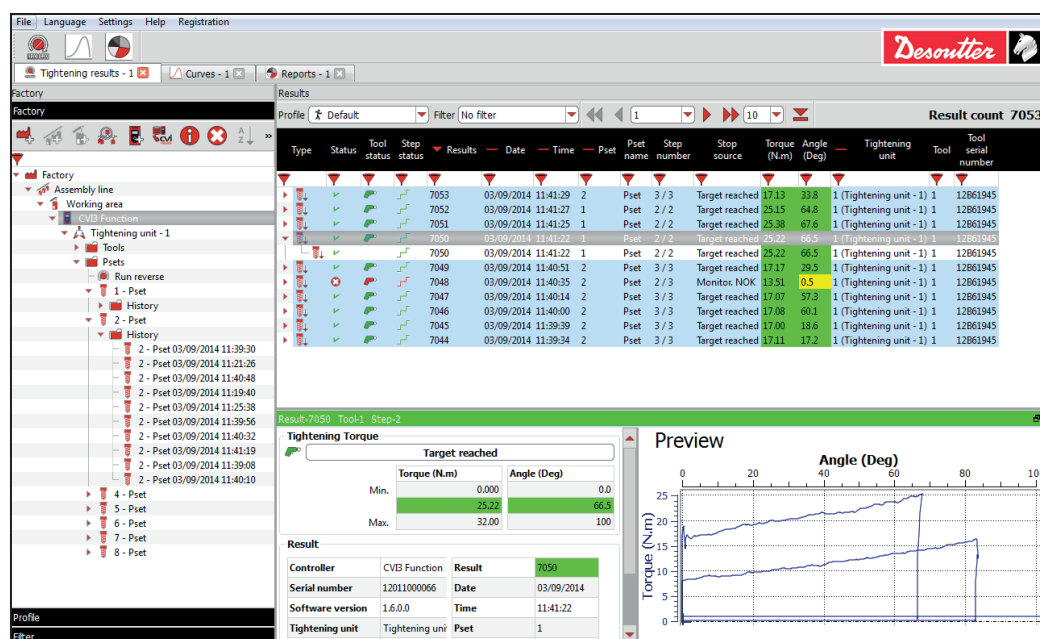 File Language Settings Help Registration
Desoutter
Tightening results - 1 Curves - 1 Reports - 1
Factory
Factory
CVI
A
Z
»
Factory
Assembly line
Working area
CVI3 Function
Tightening unit - 1
Tools
Psets
Run reverse
1 - Pset
History
2 - Pset
History
2 - Pset 03/09/2014 11:39:30
2 - Pset 03/09/2014 11:21:26
2 - Pset 03/09/2014 11:40:48
2 - Pset 03/09/2014 11:19:40
2 - Pset 03/09/2014 11:25:38
2 - Pset 03/09/2014 11:39:56
2 - Pset 03/09/2014 11:40:32
2 - Pset 03/09/2014 11:41:19
2 - Pset 03/09/2014 11:39:08
2 - Pset 03/09/2014 11:40:10
4 - Pset
5 - Pset
6 - Pset
7 - Pset
8 - Pset
Profile
Filter
Results
Profile Default Filter No filter 1 10 Result count 7053
Type Status Tool status Step status Results Date Time Pset Pset name Step number Stop source Torque (N.m) Angle (Deg) Tightening unit Tool Tool serial number
7053 03/09/2014 11:41:29 2 Pset 3 / 3 Target reached 17.13 33.8 1 (Tightening unit - 1) 1 12B61945
7052 03/09/2014 11:41:27 1 Pset 2 / 2 Target reached 25.15 64.8 1 (Tightening unit - 1) 1 12B61945
7051 03/09/2014 11:41:25 1 Pset 2 / 2 Target reached 25.38 67.6 1 (Tightening unit - 1) 1 12B61945
7050 03/09/2014 11:41:22 1 Pset 2 / 2 Target reached 25.22 66.5 1 (Tightening unit - 1) 1 12B61945
7050 03/09/2014 11:41:22 1 Pset 2 / 2 Target reached 25.22 66.5 1 (Tightening unit - 1) 1 12B61945
7049 03/09/2014 11:40:51 2 Pset 3 / 3 Target reached 17.17 29.5 1 (Tightening unit - 1) 1 12B61945
7048 03/09/2014 11:40:35 2 Pset 2 / 3 Monitor. NOK 13.51 0.5 1 (Tightening unit - 1) 1 12B61945
7047 03/09/2014 11:40:14 2 Pset 3 / 3 Target reached 17.07 57.3 1 (Tightening unit - 1) 1 12B61945
7046 03/09/2014 11:40:00 2 Pset 3 / 3 Target reached 17.08 60.1 1 (Tightening unit - 1) 1 12B61945
7045 03/09/2014 11:39:39 2 Pset 3 / 3 Target reached 17.00 18.6 1 (Tightening unit - 1) 1 12B61945
7044 03/09/2014 11:39:34 2 Pset 3 / 3 Target reached 17.11 17.2 1 (Tightening unit - 1) 1 12B61945
Result-7050 Tool-1 Step-2
Tightening Torque
Target reached
Torque (N.m) Angle (Deg)
Min. 0.000 0.0
25.22 66.5
Max. 32.00 100
Result
Controller CVI3 Function Result 7050
Serial number 12011000066 Date 03/09/2014
Software version 1.6.0.0 Time 11:41:22
Tightening unit Tightening uni Pset 1
Preview
Angle (Deg)
0 20 40 60 80 10
Torque (N.m)
25
20
15
10
5
0